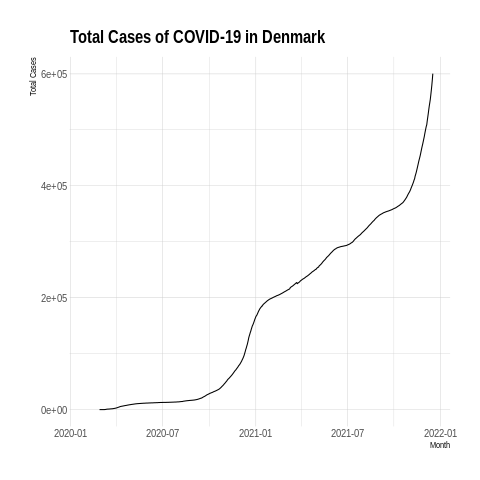 Total Cases of COVID-19 in Denmark
Total Cases
6e+05
4e+05
2e+05
0e+00
2020-01 2020-07 2021-01 2021-07 2022-01
Month